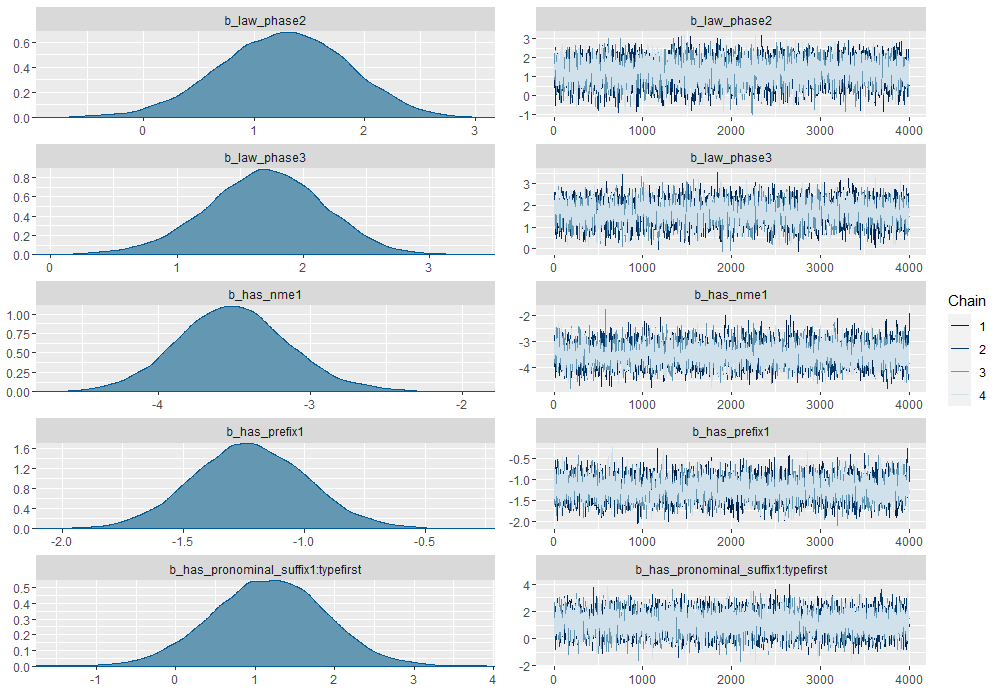 b_law_phase2
0.6
0.4
0.2
0.0
0 1 2 3
b_law_phase2
3
2
1
0
-1
0 1000 2000 3000 4000
b_law_phase3
0.8
0.6
0.4
0.2
0.0
0 1 2 3
b_law_phase3
3
2
1
0
0 1000 2000 3000 4000
b_has_nme1
1.00
0.75
0.50
0.25
0.00
-4 -3 -2
b_has_nme1
-2
-3
-4
0 1000 2000 3000 4000
b_has_prefix1
1.6
1.2
0.8
0.4
0.0
-2.0 -1.5 -1.0 -0.5
b_has_prefix1
-0.5
-1.0
-1.5
-2.0
0 1000 2000 3000 4000
b_has_pronominal_suffix1:typefirst
0.5
0.4
0.3
0.2
0.1
0.0
-1 0 1 2 3 4
b_has_pronominal_suffix1:typefirst
4
2
0
-2
0 1000 2000 3000 4000
Chain
1
2
3
4